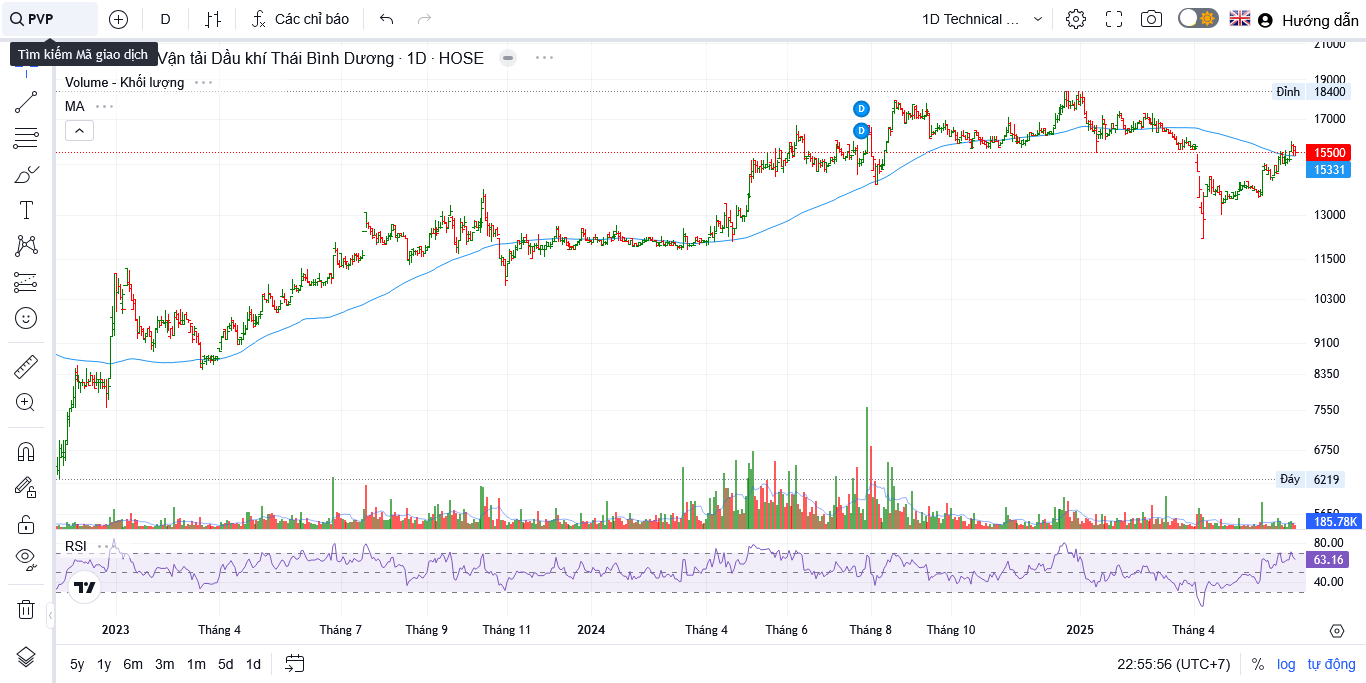 PVP
D
Các chỉ báo
1D Technical ...
Hướng dẫn
Tìm kiếm Mã giao dịch
Vận tải Dầu khí Thái Bình Dương · 1D · HOSE
Volume - Khối lượng
MA
D
D
21000
19000
Đỉnh 18400
17000
15500
15331
13000
11500
10300
9100
8350
7550
6750
Đáy 6219
5650
185.78K
RSI
80.00
63.16
40.00
2023 Tháng 4 Tháng 7 Tháng 9 Tháng 11 2024 Tháng 4 Tháng 6 Tháng 8 Tháng 10 2025 Tháng 4
5y 1y 6m 3m 1m 5d 1d
22:55:56 (UTC+7) % log tự động